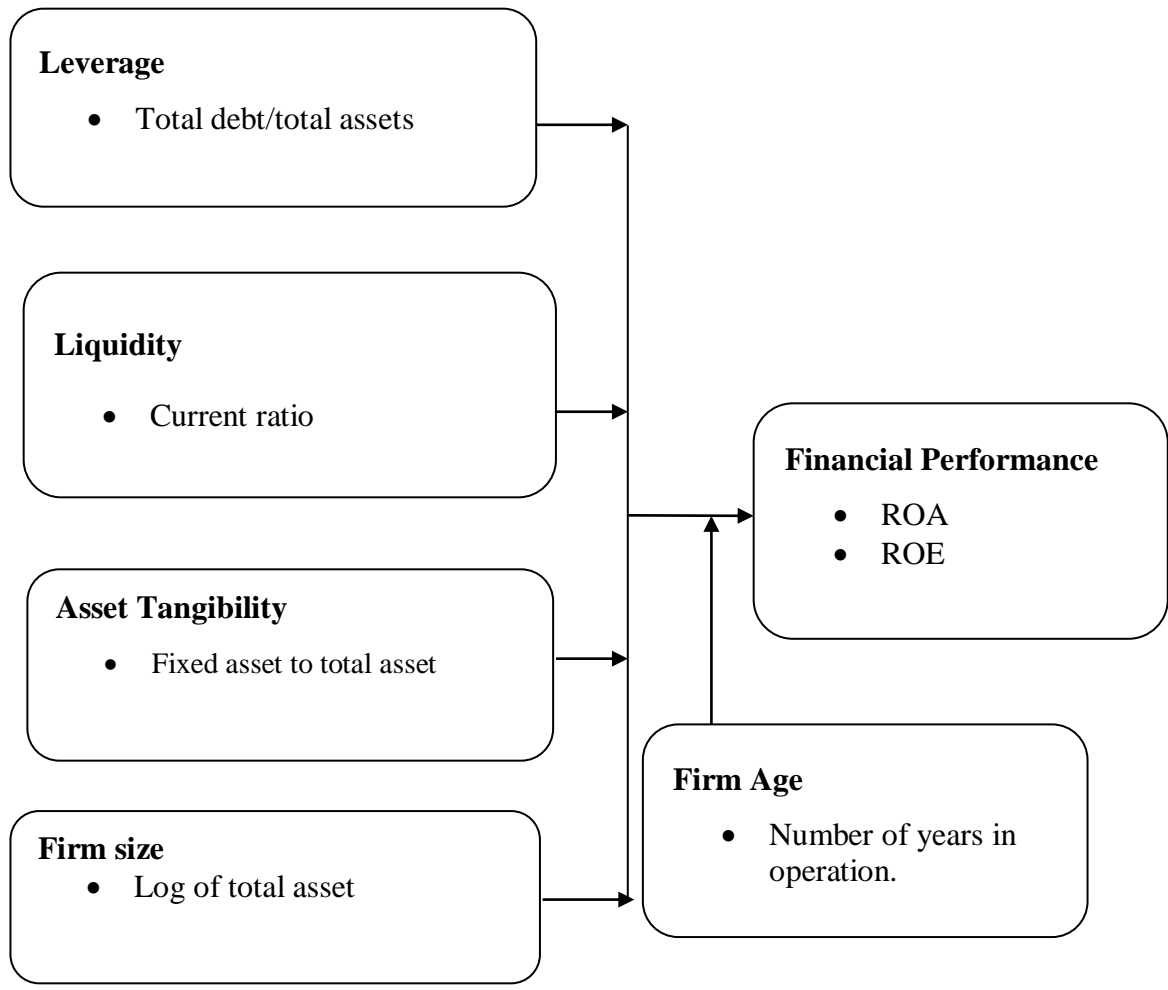 Leverage
• Total debt/total assets
Liquidity
• Current ratio
Asset Tangibility
• Fixed asset to total asset
Firm size
• Log of total asset
Financial Performance
• ROA
• ROE
Firm Age
• Number of years in
operation.